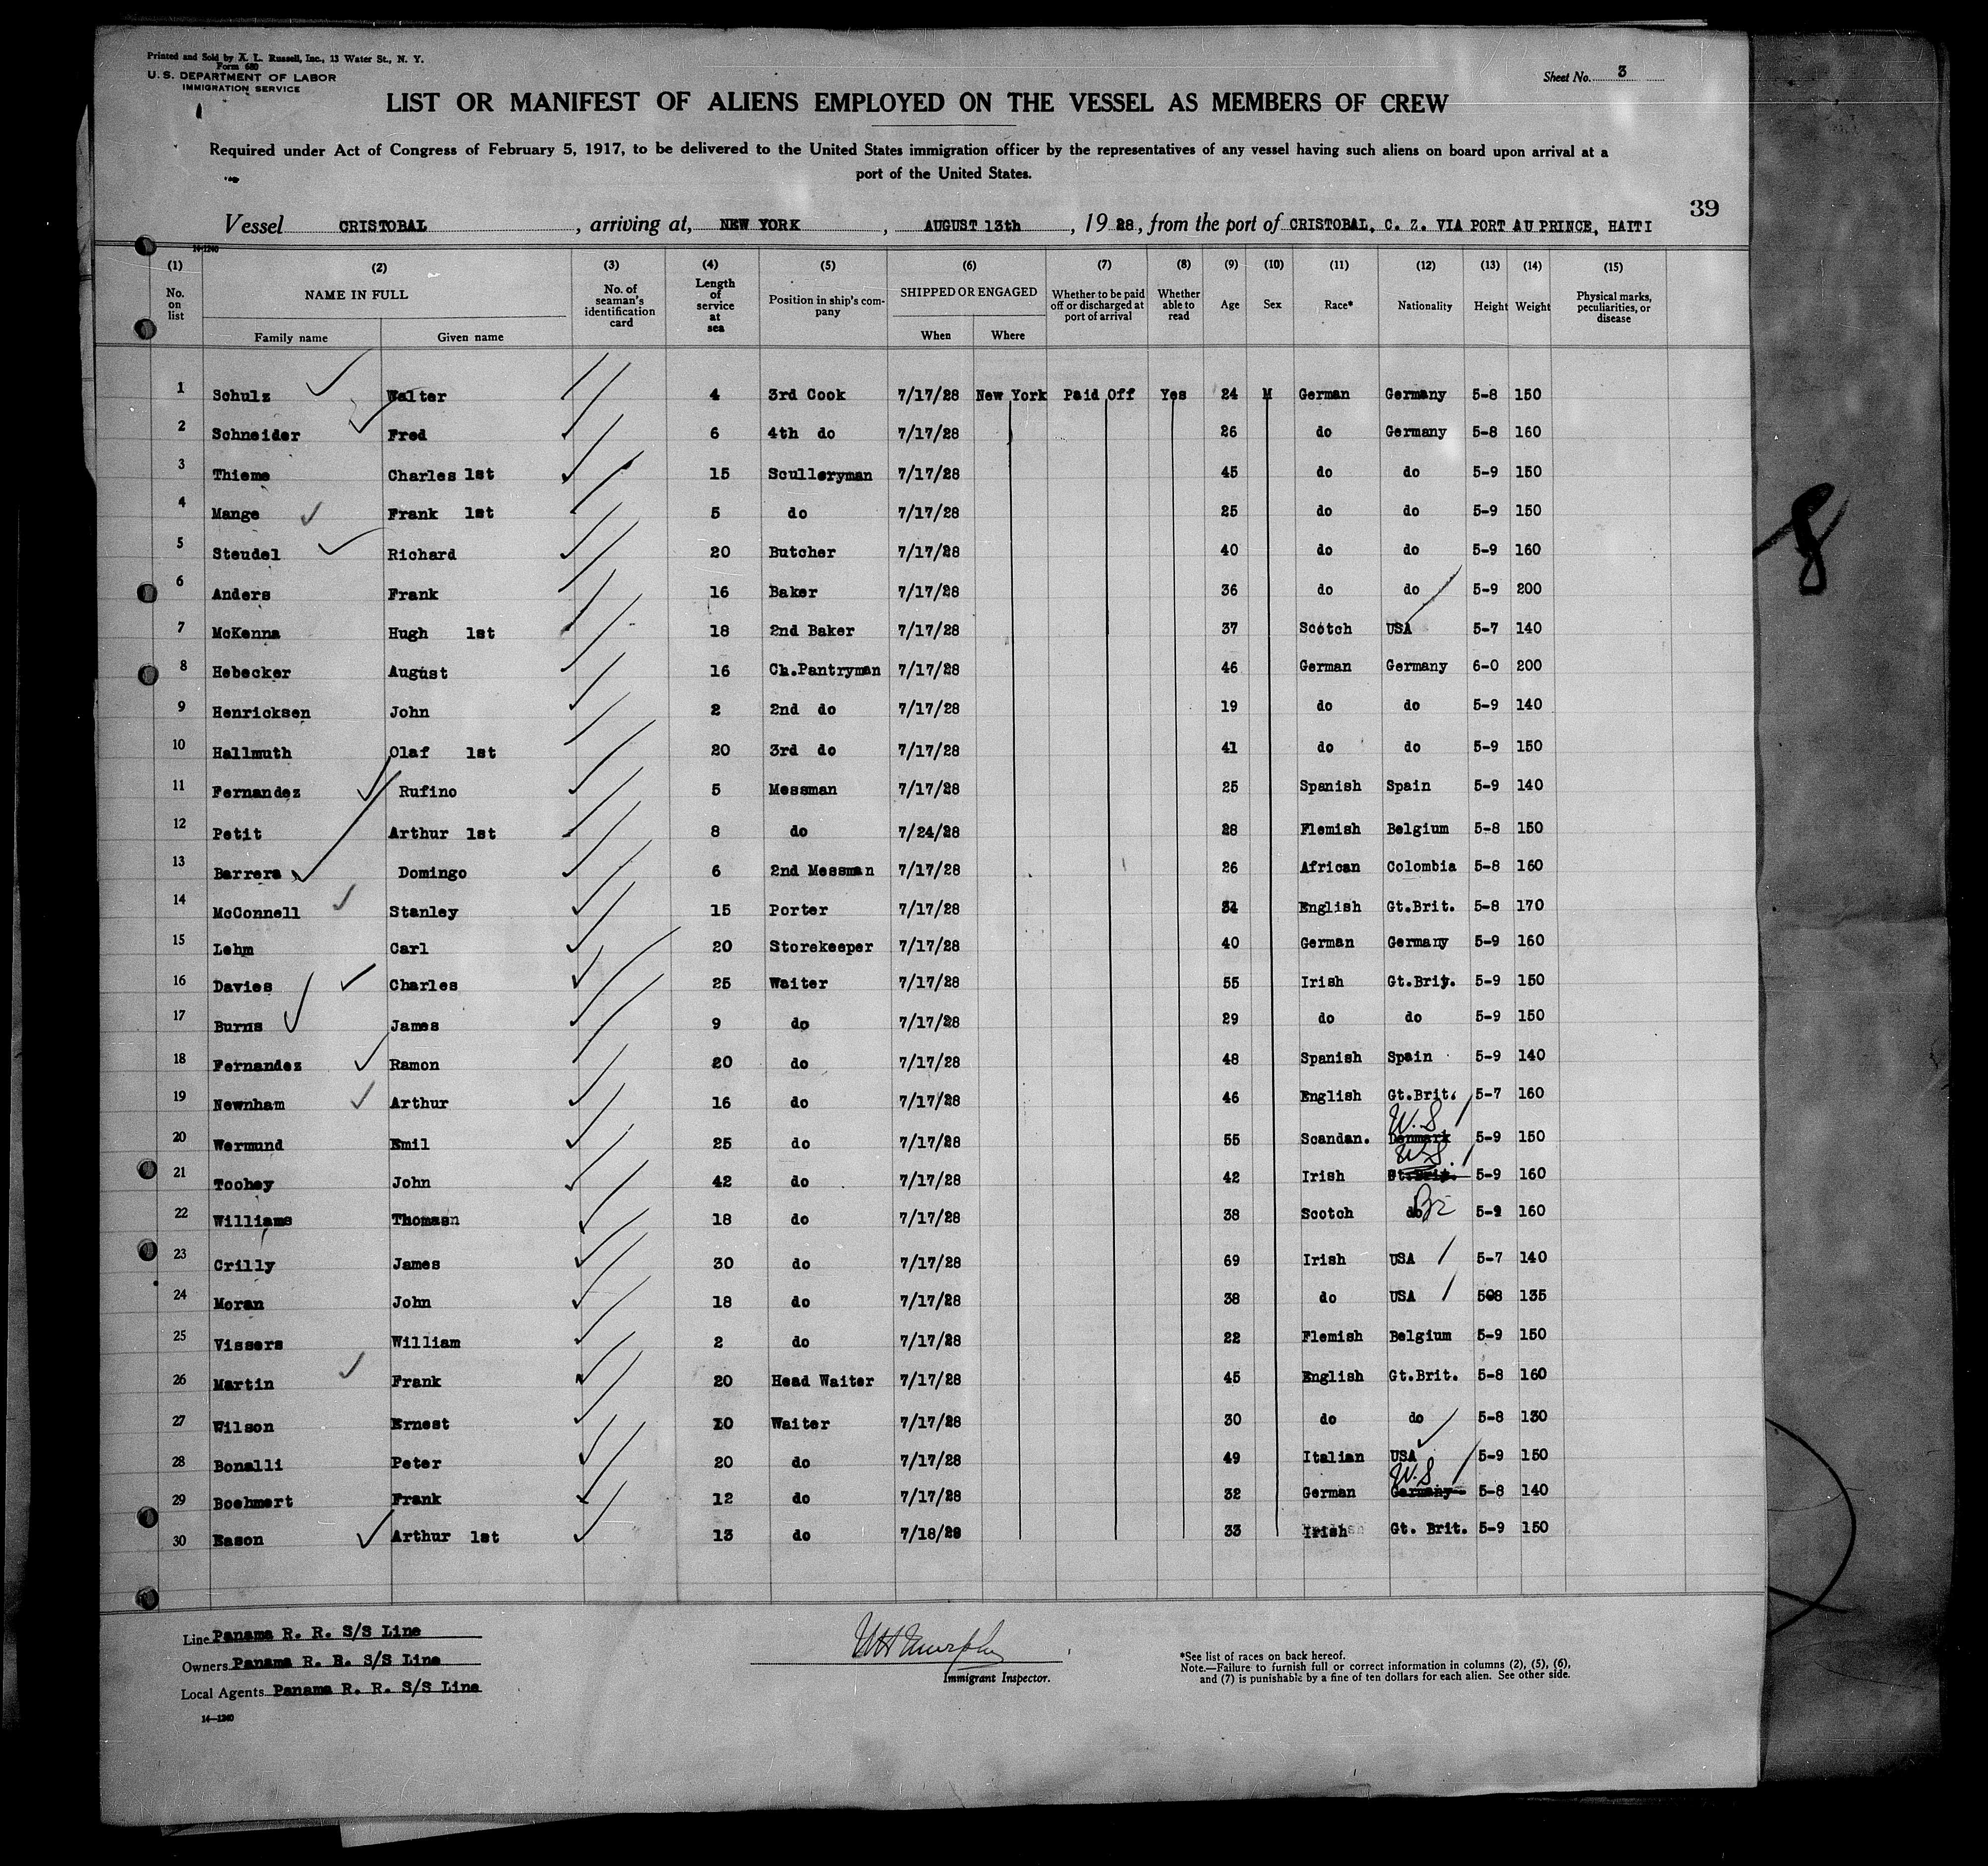 Printed and Sold by X. L. Russell, Inc., 13 Water St., N. Y.
Form 680
U. S. DEPARTMENT OF LABOR
IMMIGRATION SERVICE
Sheet No. 3
LIST OR MANIFEST OF ALIENS EMPLOYED ON THE VESSEL AS MEMBERS OF CREW
Required under Act of Congress of February 5, 1917, to be delivered to the United States immigration officer by the representatives of any vessel having such aliens on board upon arrival at a
port of the United States.
39
Vessel CRISTOBAL, arriving at, NEW YORK, AUGUST 13th, 1928, from the port of CRISTOBAL, C. Z. VIA PORT AU PRINCE, HAITI
14-1240
(1) (2) (3) (4) (5) (6) (7) (8) (9) (10) (11) (12) (13) (14) (15)
No. on list NAME IN FULL Family name Given name No. of seaman's identification card Length of service at sea Position in ship's company SHIPPED OR ENGAGED When Where Whether to be paid off or discharged at port of arrival Whether able to read Age Sex Race* Nationality Height Weight Physical marks, peculiarities, or disease
1 Schulz Walter 4 3rd Cook 7/17/28 New York Paid Off Yes 24 M German Germany 5-8 150
2 Schneider Fred 6 4th do 7/17/28 26 do Germany 5-8 160
3 Thieme Charles 1st 15 Sculleryman 7/17/28 45 do do 5-9 150
4 Mange Frank 1st 5 do 7/17/28 25 do do 5-9 150
5 Steudel Richard 20 Butcher 7/17/28 40 do do 5-9 160
6 Anders Frank 16 Baker 7/17/28 36 do do 5-9 200
7 McKenna Hugh 1st 18 2nd Baker 7/17/28 37 Scotch USA 5-7 140
8 Hebecker August 16 Ch.Pantryman 7/17/28 46 German Germany 6-0 200
9 Henricksen John 2 2nd do 7/17/28 19 do do 5-9 140
10 Hallmuth Olaf 1st 20 3rd do 7/17/28 41 do do 5-9 150
11 Fernandez Rufino 5 Messman 7/17/28 25 Spanish Spain 5-9 140
12 Petit Arthur 1st 8 do 7/24/28 28 Flemish Belgium 5-8 150
13 Barrera Domingo 6 2nd Messman 7/17/28 26 African Colombia 5-8 160
14 McConnell Stanley 15 Porter 7/17/28 English Gt.Brit. 5-8 170
15 Lehm Carl 20 Storekeeper 7/17/28 40 German Germany 5-9 160
16 Davies Charles 25 Waiter 7/17/28 55 Irish Gt.Brit. 5-9 150
17 Burns James 9 do 7/17/28 29 do do 5-9 150
18 Fernandez Ramon 20 do 7/17/28 48 Spanish Spain 5-9 140
19 Newnham Arthur 16 do 7/17/28 46 English Gt.Brit. 5-7 160
20 Wermund Emil 25 do 7/17/28 55 Scandan. Denmark U.S 5-9 150
21 Toohey John 42 do 7/17/28 42 Irish Gt.Brit. U.S. 5-9 160
22 Williams Thomas 18 do 7/17/28 38 Scotch do Br 5-9 160
23 Crilly James 30 do 7/17/28 69 Irish USA 5-7 140
24 Moran John 18 do 7/17/28 38 do USA 5-8 135
25 Vissers William 2 do 7/17/28 22 Flemish Belgium 5-9 150
26 Martin Frank 20 Head Waiter 7/17/28 45 English Gt.Brit. 5-8 160
27 Wilson Ernest 10 Waiter 7/17/28 30 do do 5-8 130
28 Bonalli Peter 20 do 7/17/28 49 Italian USA 5-9 150
29 Boehmert Frank 12 do 7/17/28 32 German Germany U.S 5-8 140
30 Eason Arthur 1st 13 do 7/18/28 33 Irish Gt. Brit. 5-9 150
8
Line Panama R. R. S/S Line
Owners Panama R. R. S/S Line
Local Agents Panama R. R. S/S Line
14-1240
Murphy
Immigrant Inspector.
*See list of races on back hereof.
Note.—Failure to furnish full or correct information in columns (2), (5), (6),
and (7) is punishable by a fine of ten dollars for each alien. See other side.